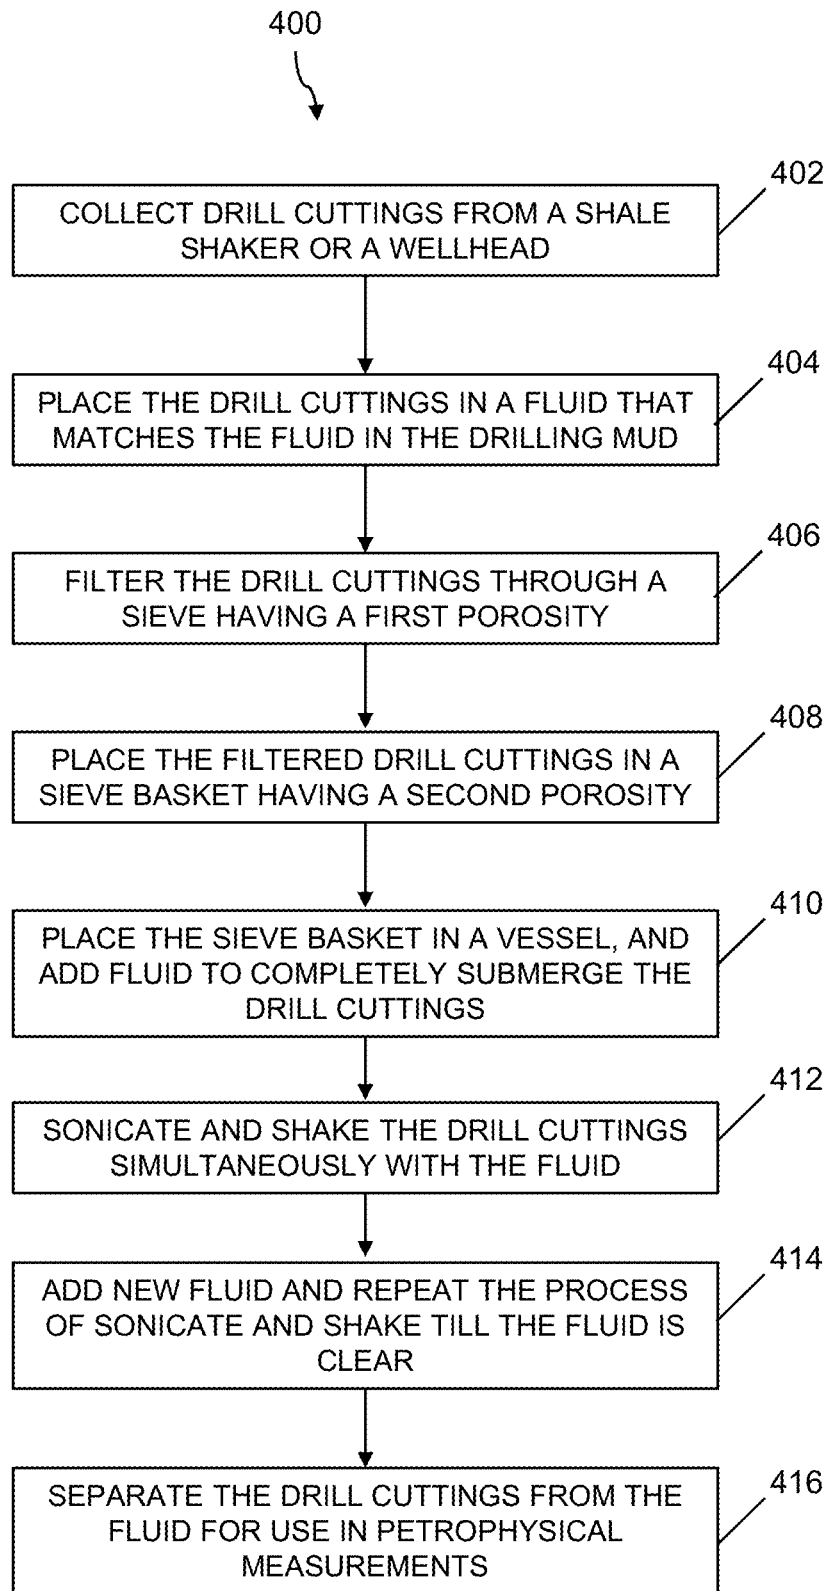 400
402
COLLECT DRILL CUTTINGS FROM A SHALE
SHAKER OR A WELLHEAD
404
PLACE THE DRILL CUTTINGS IN A FLUID THAT
MATCHES THE FLUID IN THE DRILLING MUD
406
FILTER THE DRILL CUTTINGS THROUGH A
SIEVE HAVING A FIRST POROSITY
408
PLACE THE FILTERED DRILL CUTTINGS IN A
SIEVE BASKET HAVING A SECOND POROSITY
410
PLACE THE SIEVE BASKET IN A VESSEL, AND
ADD FLUID TO COMPLETELY SUBMERGE THE
DRILL CUTTINGS
412
SONICATE AND SHAKE THE DRILL CUTTINGS
SIMULTANEOUSLY WITH THE FLUID
414
ADD NEW FLUID AND REPEAT THE PROCESS
OF SONICATE AND SHAKE TILL THE FLUID IS
CLEAR
416
SEPARATE THE DRILL CUTTINGS FROM THE
FLUID FOR USE IN PETROPHYSICAL
MEASUREMENTS